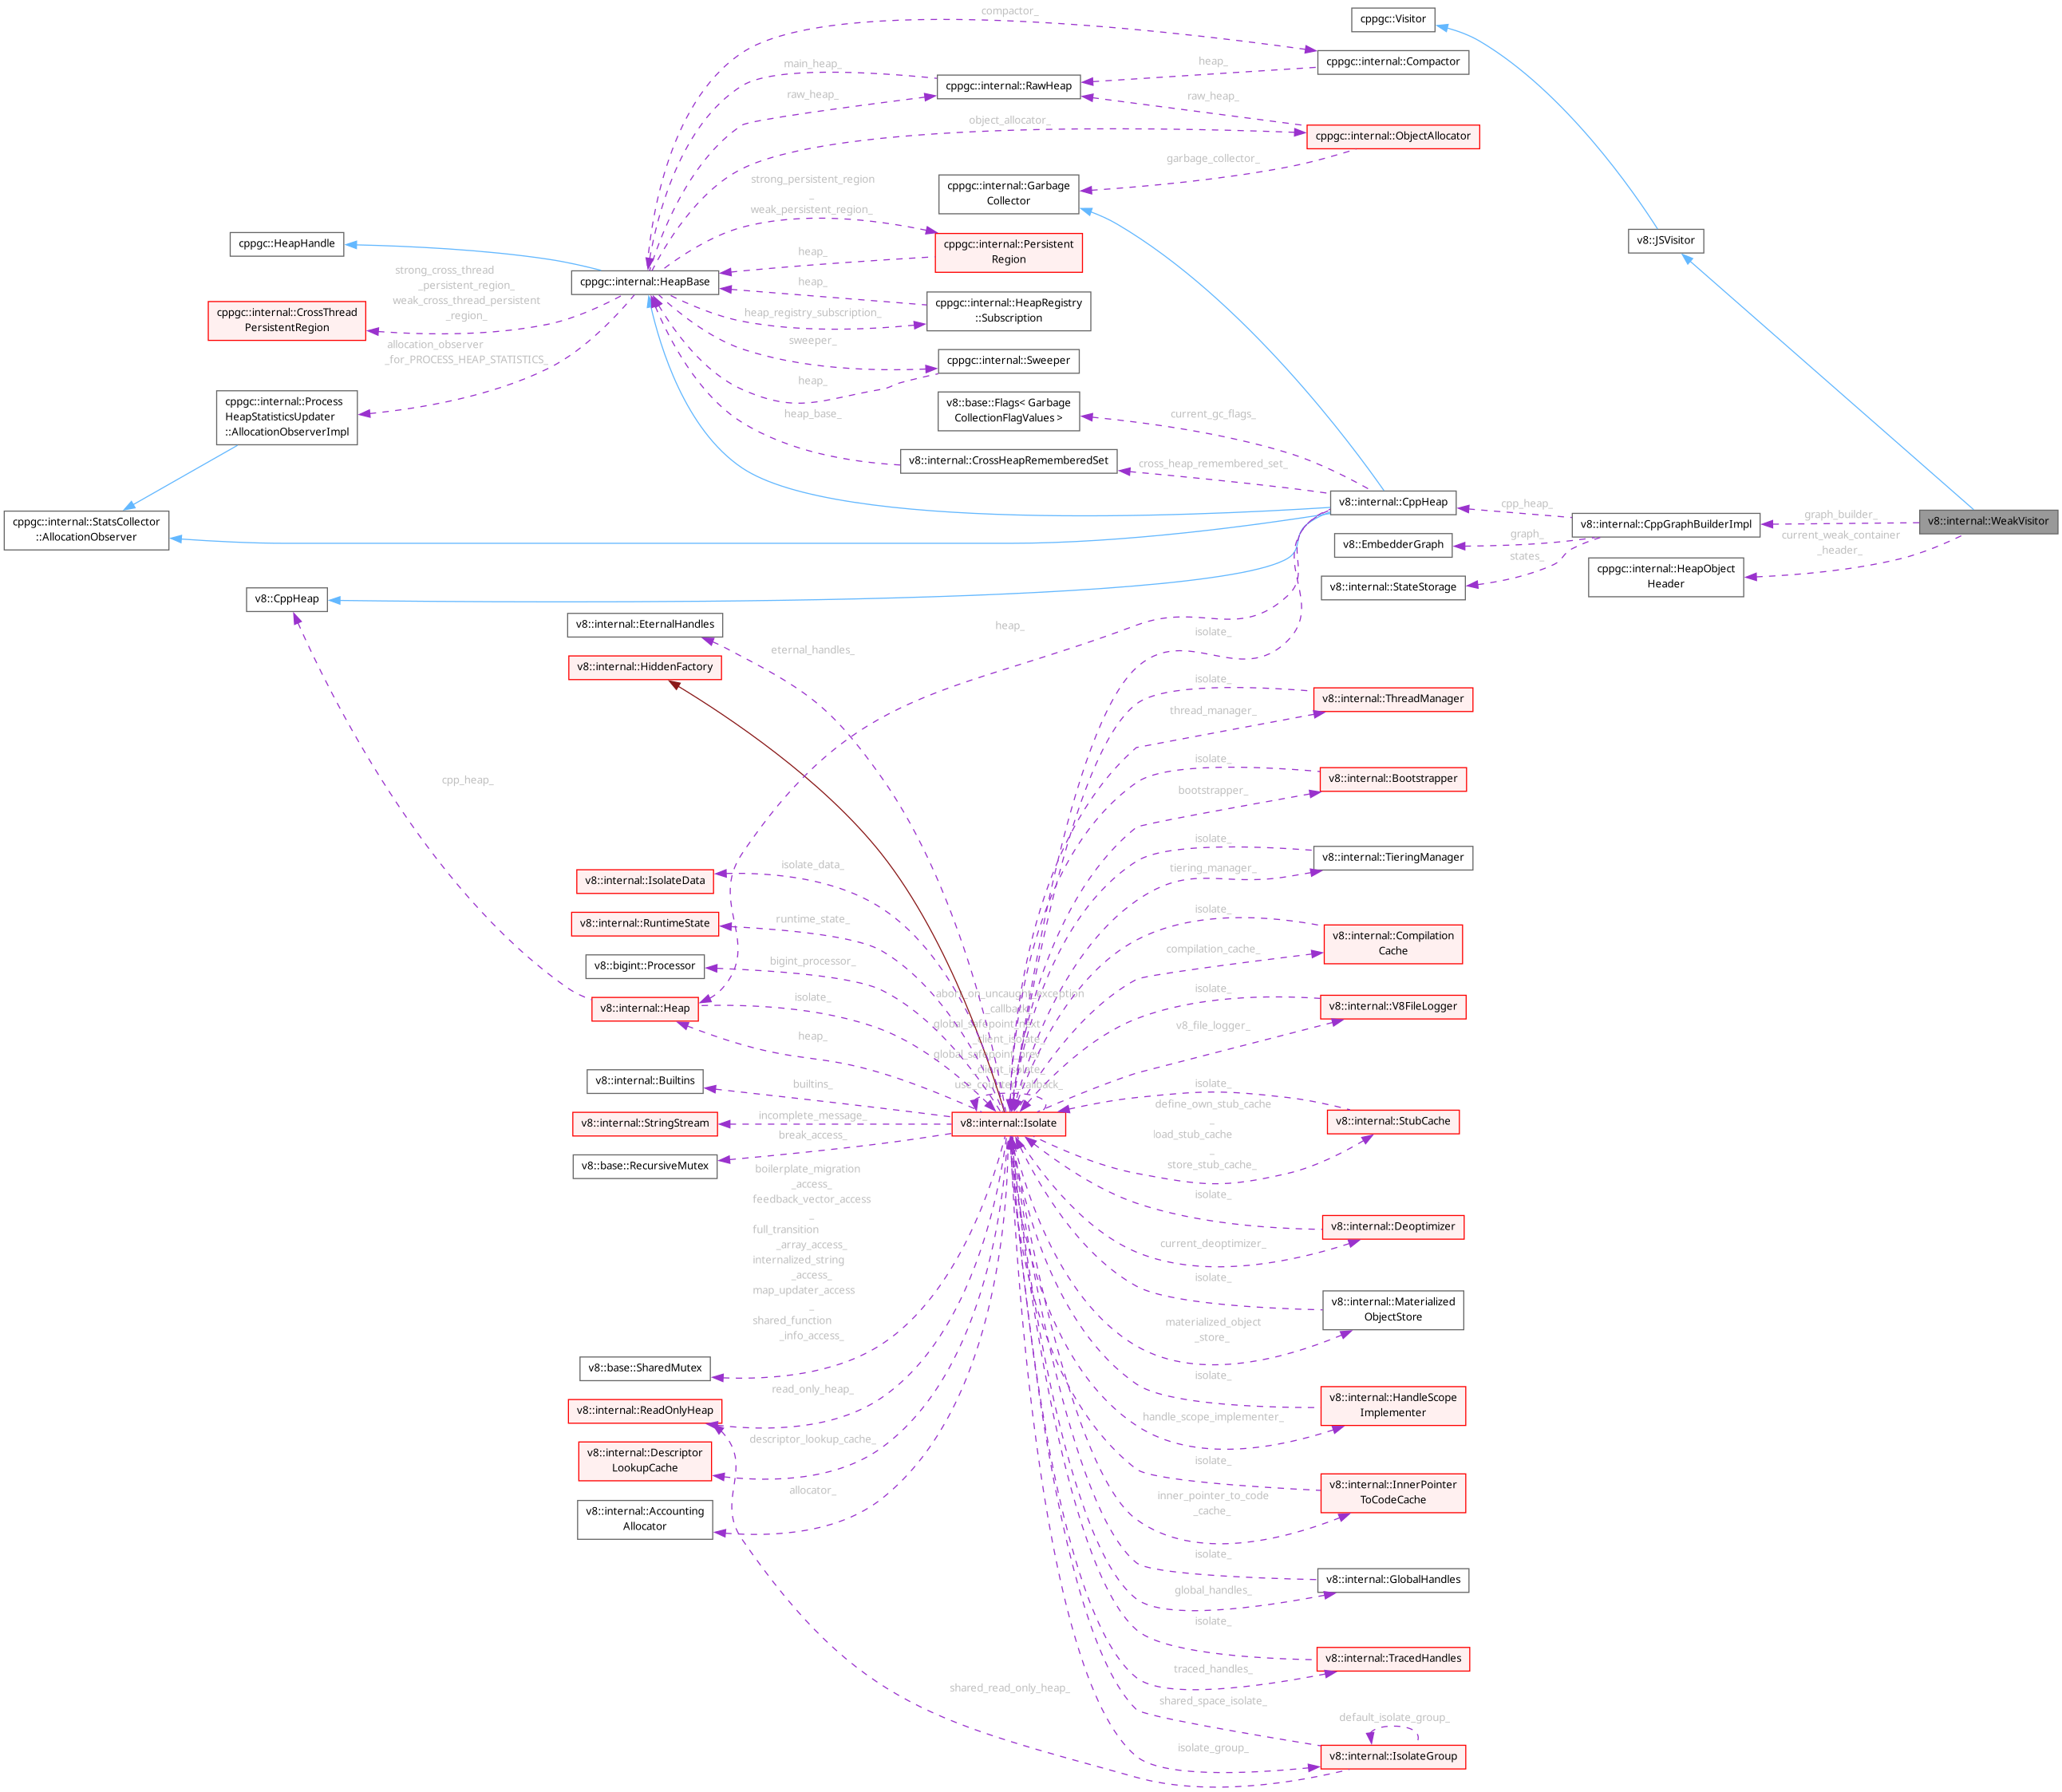 compactor_
cppgc::Visitor
main_heap_
heap_
cppgc::internal::Compactor
cppgc::internal::RawHeap
raw_heap_
raw_heap_
object_allocator_
cppgc::internal::ObjectAllocator
garbage_collector_
strong_persistent_region
_
weak_persistent_region_
cppgc::internal::Garbage
Collector
cppgc::HeapHandle
v8::JSVisitor
heap_
cppgc::internal::Persistent
Region
strong_cross_thread
_persistent_region_
weak_cross_thread_persistent
_region_
cppgc::internal::HeapBase
heap_
cppgc::internal::CrossThread
PersistentRegion
heap_registry_subscription_
cppgc::internal::HeapRegistry
::Subscription
allocation_observer
_for_PROCESS_HEAP_STATISTICS_
sweeper_
cppgc::internal::Sweeper
heap_
cppgc::internal::Process
HeapStatisticsUpdater
::AllocationObserverImpl
heap_base_
v8::base::Flags< Garbage
CollectionFlagValues >
current_gc_flags_
v8::internal::CrossHeapRememberedSet
cross_heap_remembered_set_
v8::internal::CppHeap
cpp_heap_
cppgc::internal::StatsCollector
::AllocationObserver
v8::internal::CppGraphBuilderImpl
graph_builder_
v8::internal::WeakVisitor
v8::EmbedderGraph
graph_
current_weak_container
_header_
states_
v8::internal::StateStorage
cppgc::internal::HeapObject
Header
v8::CppHeap
v8::internal::EternalHandles
heap_
isolate_
eternal_handles_
v8::internal::HiddenFactory
isolate_
v8::internal::ThreadManager
thread_manager_
cpp_heap_
isolate_
v8::internal::Bootstrapper
bootstrapper_
isolate_
v8::internal::TieringManager
tiering_manager_
v8::internal::IsolateData
isolate_data_
isolate_
v8::internal::RuntimeState
runtime_state_
v8::internal::Compilation
Cache
compilation_cache_
v8::bigint::Processor
bigint_processor_
isolate_
v8::internal::Heap
isolate_
v8::internal::V8FileLogger
v8_file_logger_
heap_
abort_on_uncaught_exception
_callback_
global_safepoint_next
_client_isolate_
global_safepoint_prev
_client_isolate_
use_counter_callback_
v8::internal::Builtins
builtins_
isolate_
v8::internal::StringStream
incomplete_message_
v8::internal::Isolate
define_own_stub_cache
_
load_stub_cache
_
store_stub_cache_
v8::internal::StubCache
v8::base::RecursiveMutex
break_access_
boilerplate_migration
_access_
feedback_vector_access
_
full_transition
_array_access_
internalized_string
_access_
map_updater_access
_
shared_function
_info_access_
isolate_
v8::internal::Deoptimizer
current_deoptimizer_
isolate_
v8::internal::Materialized
ObjectStore
materialized_object
_store_
v8::base::SharedMutex
isolate_
v8::internal::ReadOnlyHeap
read_only_heap_
v8::internal::HandleScope
Implementer
handle_scope_implementer_
v8::internal::Descriptor
LookupCache
descriptor_lookup_cache_
isolate_
v8::internal::InnerPointer
ToCodeCache
inner_pointer_to_code
_cache_
v8::internal::Accounting
Allocator
allocator_
isolate_
v8::internal::GlobalHandles
global_handles_
isolate_
v8::internal::TracedHandles
traced_handles_
shared_read_only_heap_
shared_space_isolate_
default_isolate_group_
isolate_group_
v8::internal::IsolateGroup